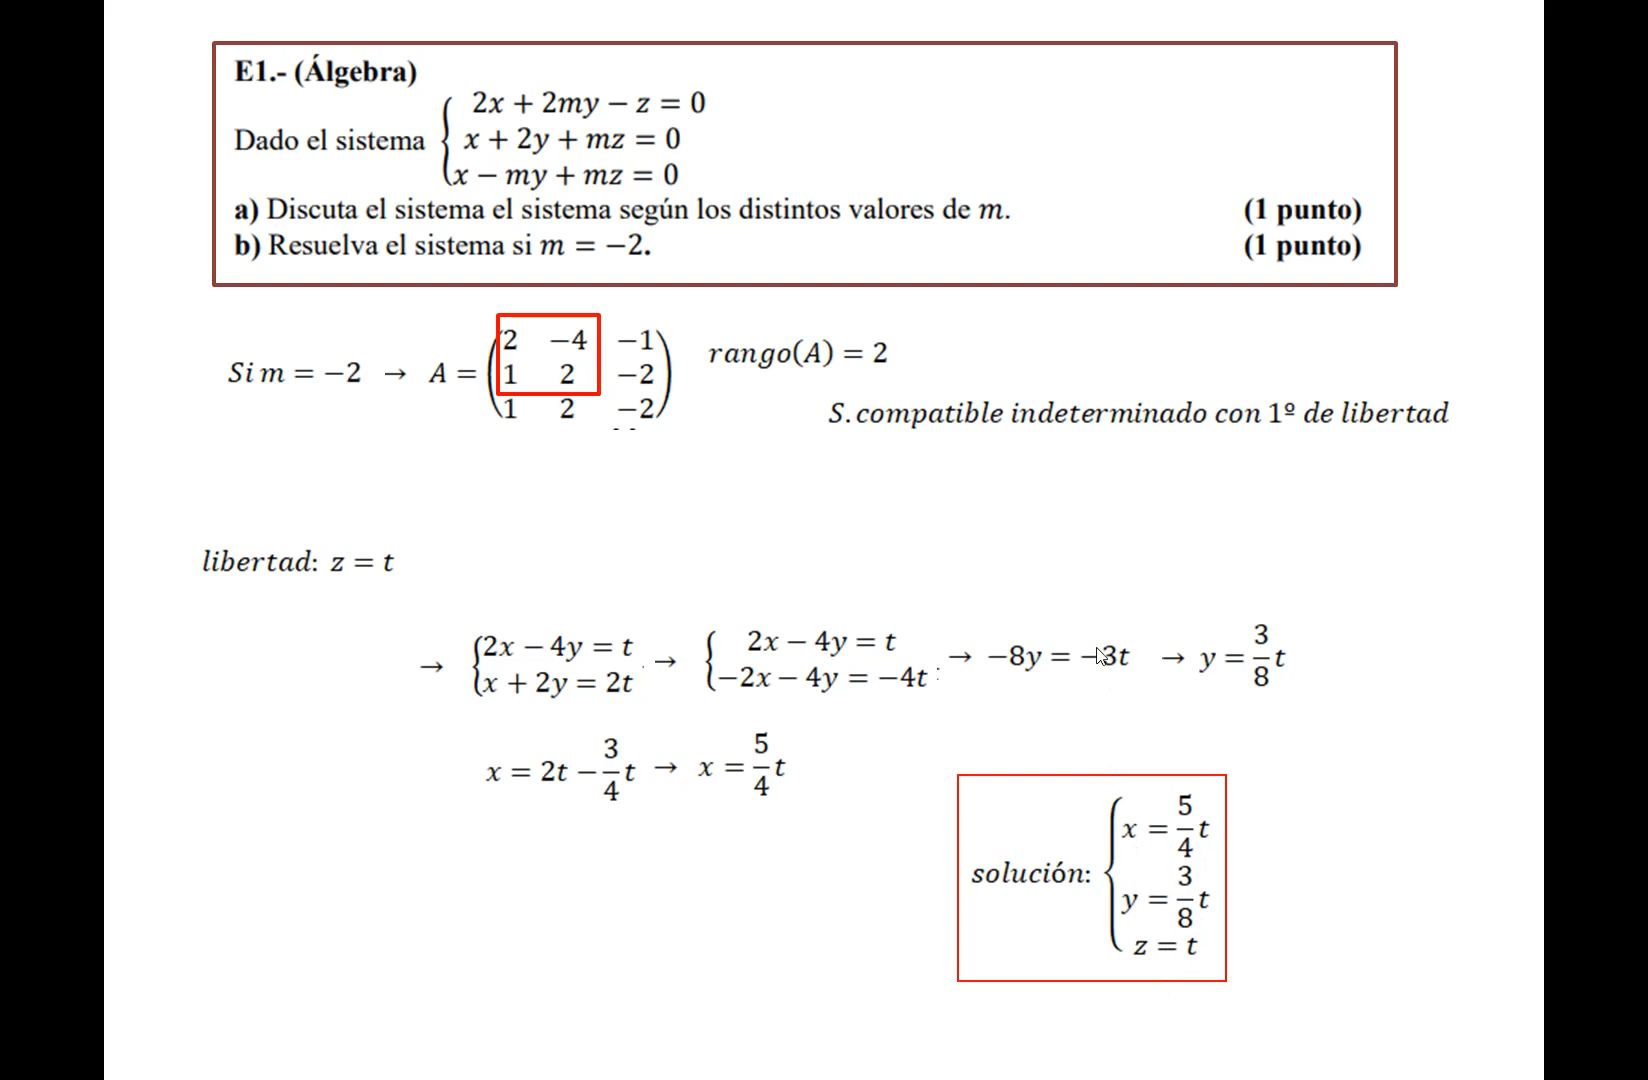 E1.- (Álgebra)
2x + 2my − z = 0
Dado el sistema { x + 2y + mz = 0
x − my + mz = 0
a) Discuta el sistema el sistema según los distintos valores de m. (1 punto)
b) Resuelva el sistema si m = −2. (1 punto)
Si m = −2 → A = (2 −4 −1
1 2 −2
1 2 −2) rango(A) = 2
S. compatible indeterminado con 1º de libertad
libertad: z = t
→ {2x − 4y = t
x + 2y = 2t → { 2x − 4y = t
−2x − 4y = −4t → −8y = −3t → y = 3/8 t
x = 2t − 3/4 t → x = 5/4 t
solución: { x = 5/4 t
y = 3/8 t
z = t